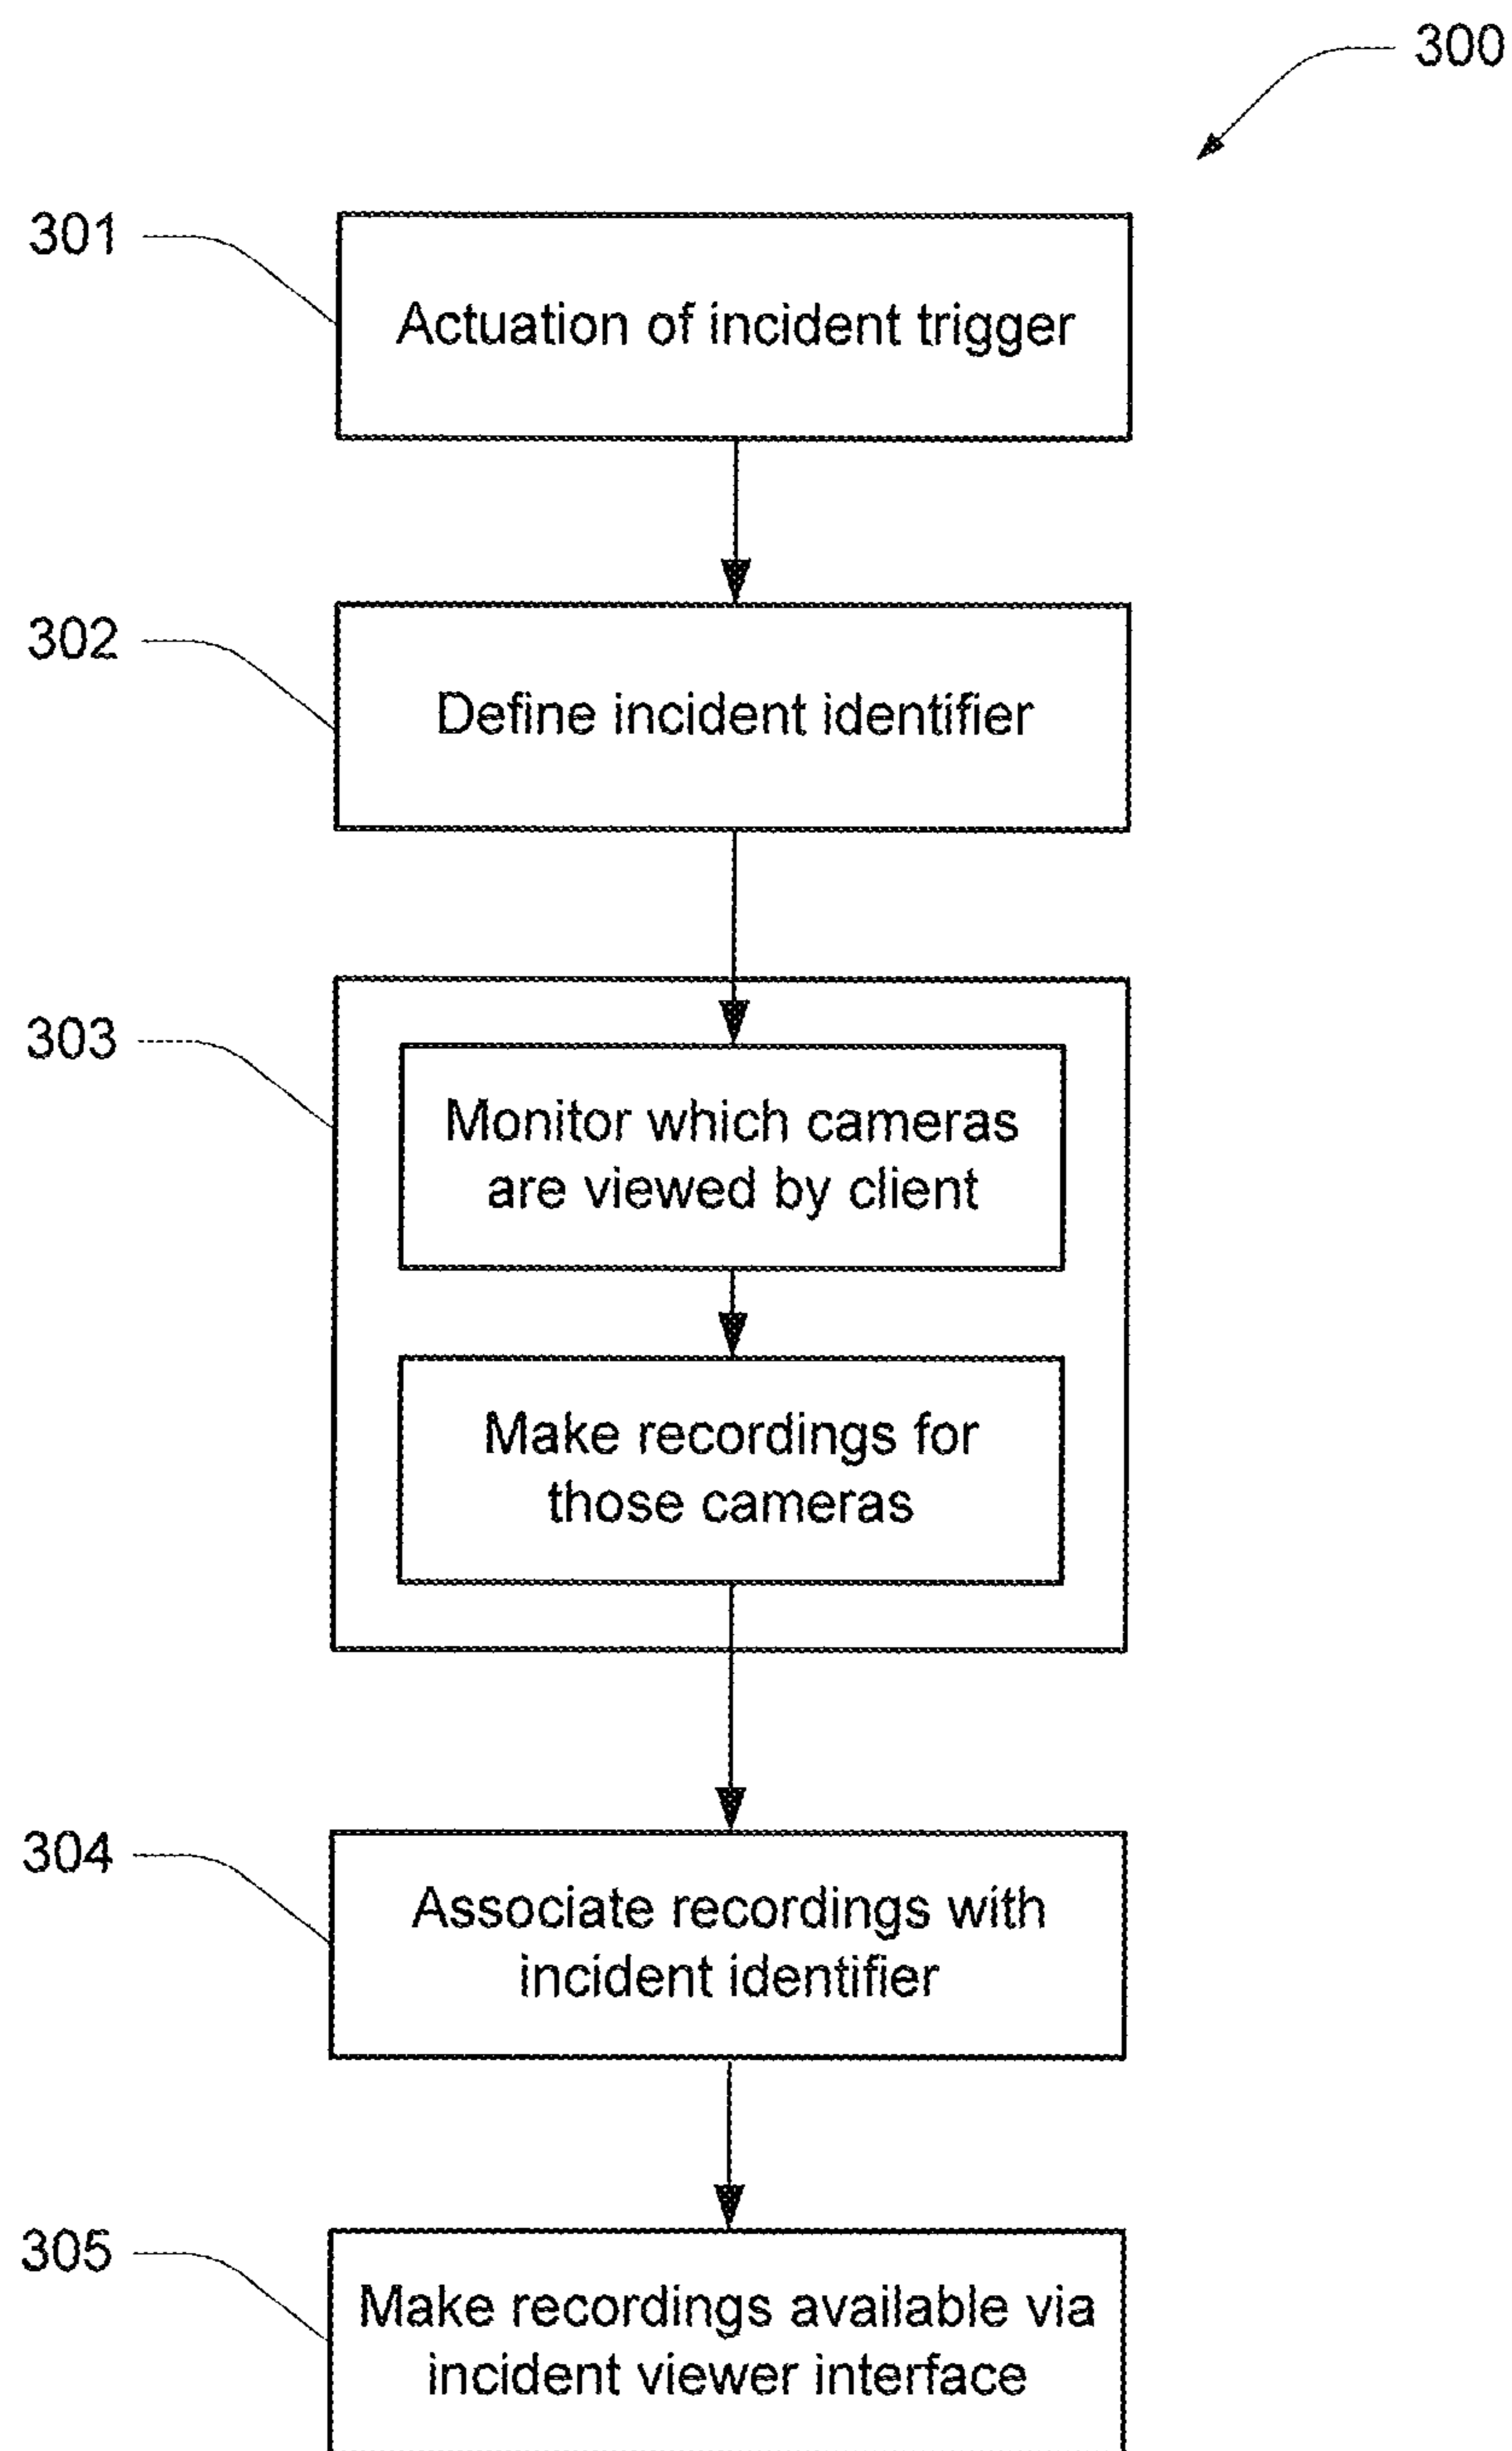 300
301
Actuation of incident trigger
302
Define incident identifier
303
Monitor which cameras
are viewed by client
Make recordings for
those cameras
304
Associate recordings with
incident identifier
305
Make recordings available via
incident viewer interface